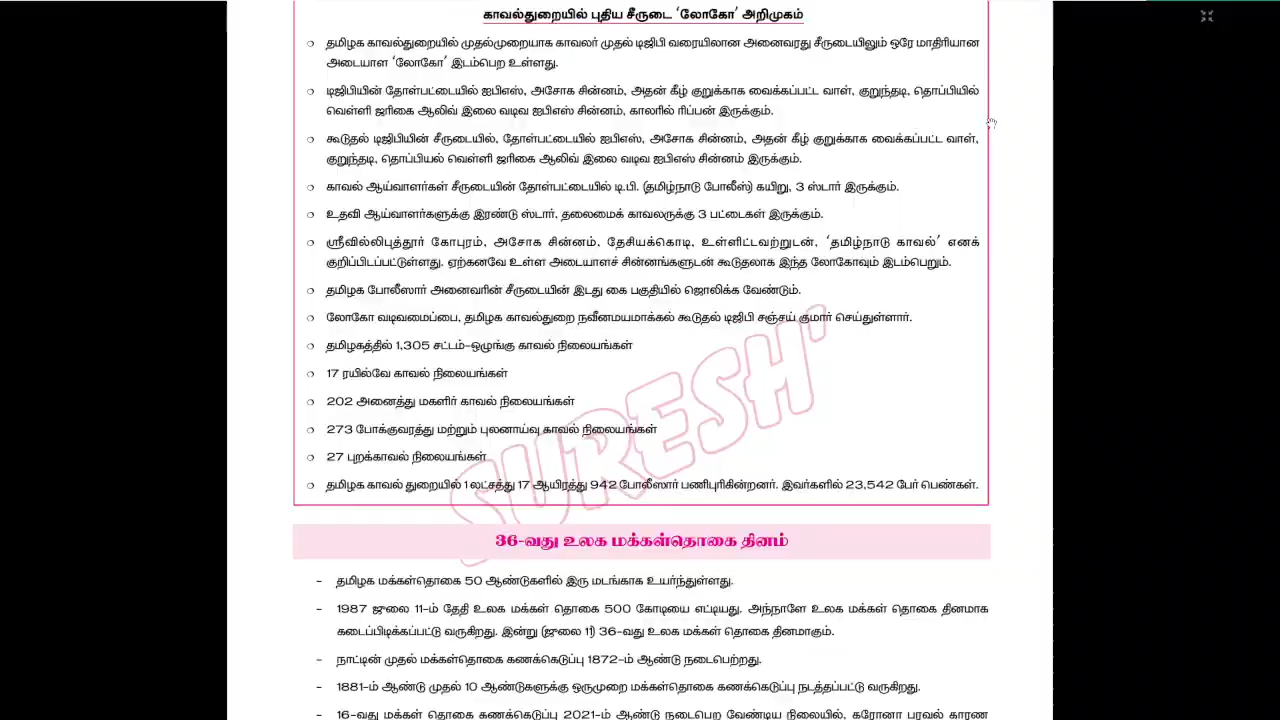 காவல்துறையில் புதிய சீருடை ‘லோகோ’ அறிமுகம்
○ தமிழக காவல்துறையில் முதல்முறையாக காவலர் முதல் டிஜிபி வரையிலான அனைவரது சீருடையிலும் ஒரே மாதிரியான
அடையாள ‘லோகோ’ இடம்பெற உள்ளது.
○ டிஜிபியின் தோள்பட்டையில் ஐபிஎஸ், அசோக சின்னம், அதன் கீழ் குறுக்காக வைக்கப்பட்ட வாள், குறுந்தடி, தொப்பியில்
வெள்ளி ஜரிகை ஆலிவ் இலை வடிவ ஐபிஎஸ் சின்னம், காலரில் ரிப்பன் இருக்கும்.
○ கூடுதல் டிஜிபியின் சீருடையில், தோள்பட்டையில் ஐபிஎஸ், அசோக சின்னம், அதன் கீழ் குறுக்காக வைக்கப்பட்ட வாள்,
குறுந்தடி, தொப்பியல் வெள்ளி ஜரிகை ஆலிவ் இலை வடிவ ஐபிஎஸ் சின்னம் இருக்கும்.
○ காவல் ஆய்வாளர்கள் சீருடையின் தோள்பட்டையில் டி.பி. (தமிழ்நாடு போலீஸ்) கயிறு, 3 ஸ்டார் இருக்கும்.
○ உதவி ஆய்வாளர்களுக்கு இரண்டு ஸ்டார், தலைமைக் காவலருக்கு 3 பட்டைகள் இருக்கும்.
○ ஸ்ரீவில்லிபுத்தூர் கோபுரம், அசோக சின்னம், தேசியக்கொடி, உள்ளிட்டவற்றுடன், ‘தமிழ்நாடு காவல்’ எனக்
குறிப்பிடப்பட்டுள்ளது. ஏற்கனவே உள்ள அடையாளச் சின்னங்களுடன் கூடுதலாக இந்த லோகோவும் இடம்பெறும்.
○ தமிழக போலீஸார் அனைவரின் சீருடையின் இடது கை பகுதியில் ஜொலிக்க வேண்டும்.
○ லோகோ வடிவமைப்பை, தமிழக காவல்துறை நவீனமயமாக்கல் கூடுதல் டிஜிபி சஞ்சய் குமார் செய்துள்ளார்.
○ தமிழகத்தில் 1,305 சட்டம்-ஒழுங்கு காவல் நிலையங்கள்
○ 17 ரயில்வே காவல் நிலையங்கள்
○ 202 அனைத்து மகளிர் காவல் நிலையங்கள்
○ 273 போக்குவரத்து மற்றும் புலனாய்வு காவல் நிலையங்கள்
○ 27 புறக்காவல் நிலையங்கள்
○ தமிழக காவல் துறையில் 1 லட்சத்து 17 ஆயிரத்து 942 போலீஸார் பணிபுரிகின்றனர். இவர்களில் 23,542 பேர் பெண்கள்.
SURESH'
36-வது உலக மக்கள்தொகை தினம்
- தமிழக மக்கள்தொகை 50 ஆண்டுகளில் இரு மடங்காக உயர்ந்துள்ளது.
- 1987 ஜுலை 11-ம் தேதி உலக மக்கள் தொகை 500 கோடியை எட்டியது. அந்நாளே உலக மக்கள் தொகை தினமாக
கடைப்பிடிக்கப்பட்டு வருகிறது. இன்று (ஜுலை 11) 36-வது உலக மக்கள் தொகை தினமாகும்.
- நாட்டின் முதல் மக்கள்தொகை கணக்கெடுப்பு 1872-ம் ஆண்டு நடைபெற்றது.
- 1881-ம் ஆண்டு முதல் 10 ஆண்டுகளுக்கு ஒருமுறை மக்கள்தொகை கணக்கெடுப்பு நடத்தப்பட்டு வருகிறது.
- 16-வது மக்கள் தொகை கணக்கெடுப்பு 2021-ம் ஆண்டு நடைபெற வேண்டிய நிலையில், கரோனா பரவல் காரண